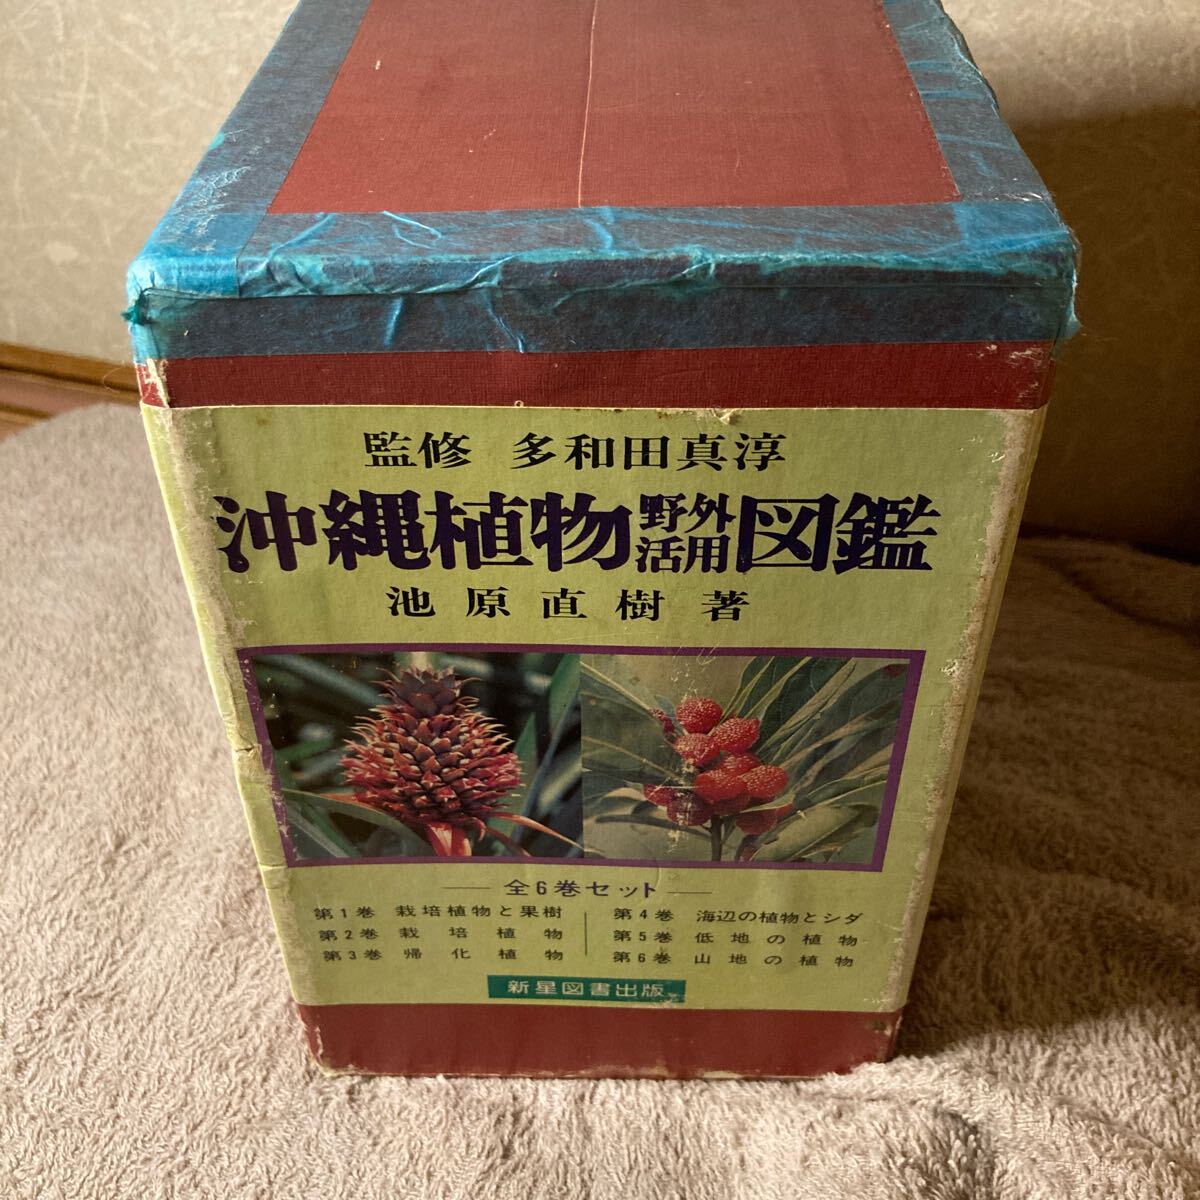 監修 多和田真淳
沖縄植物野外活用図鑑
池原直樹著
全6巻セット
第1巻 栽培植物と果樹
第2巻 栽培植物
第3巻 帰化植物
第4巻 海辺の植物とシダ
第5巻 低地の植物
第6巻 山地の植物
新星図書出版